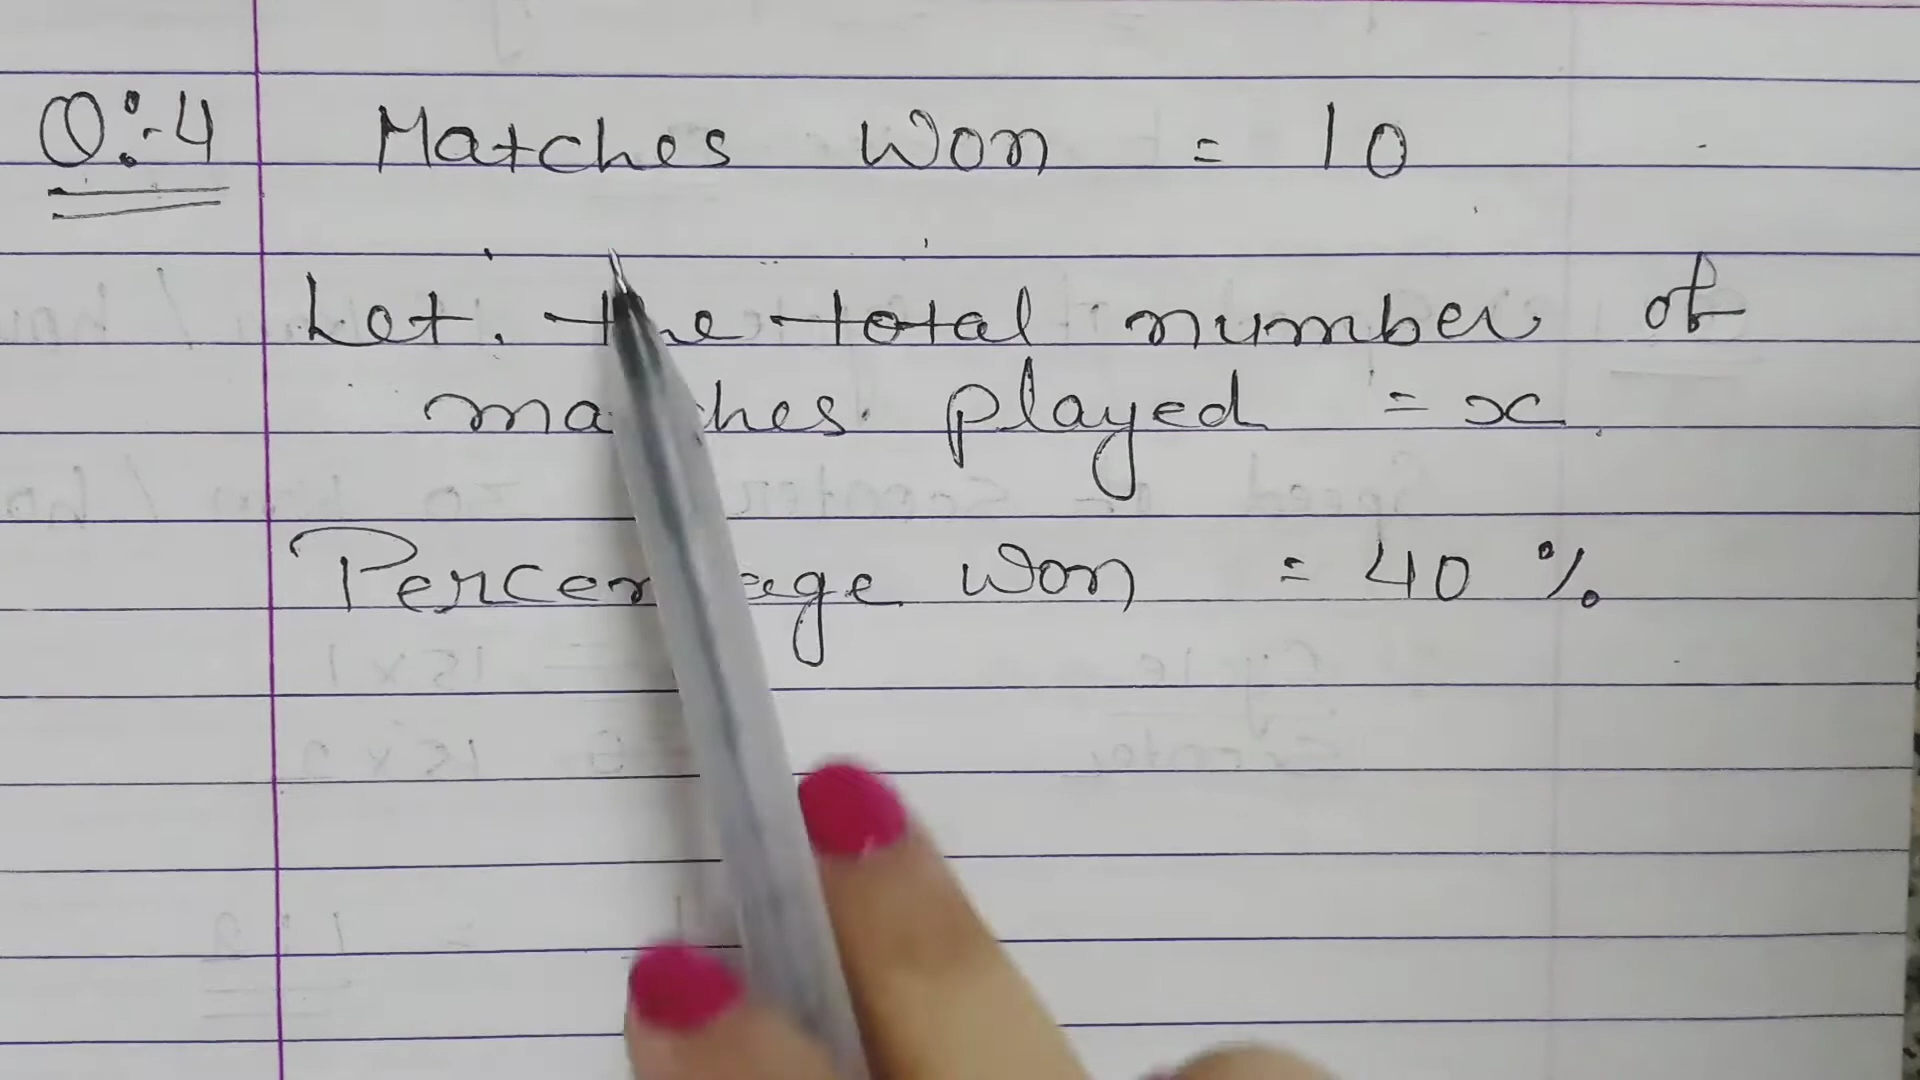 Q:-4 Matches Won = 10
Let. the total number of
matches. played = x.
Percentage Won = 40 %